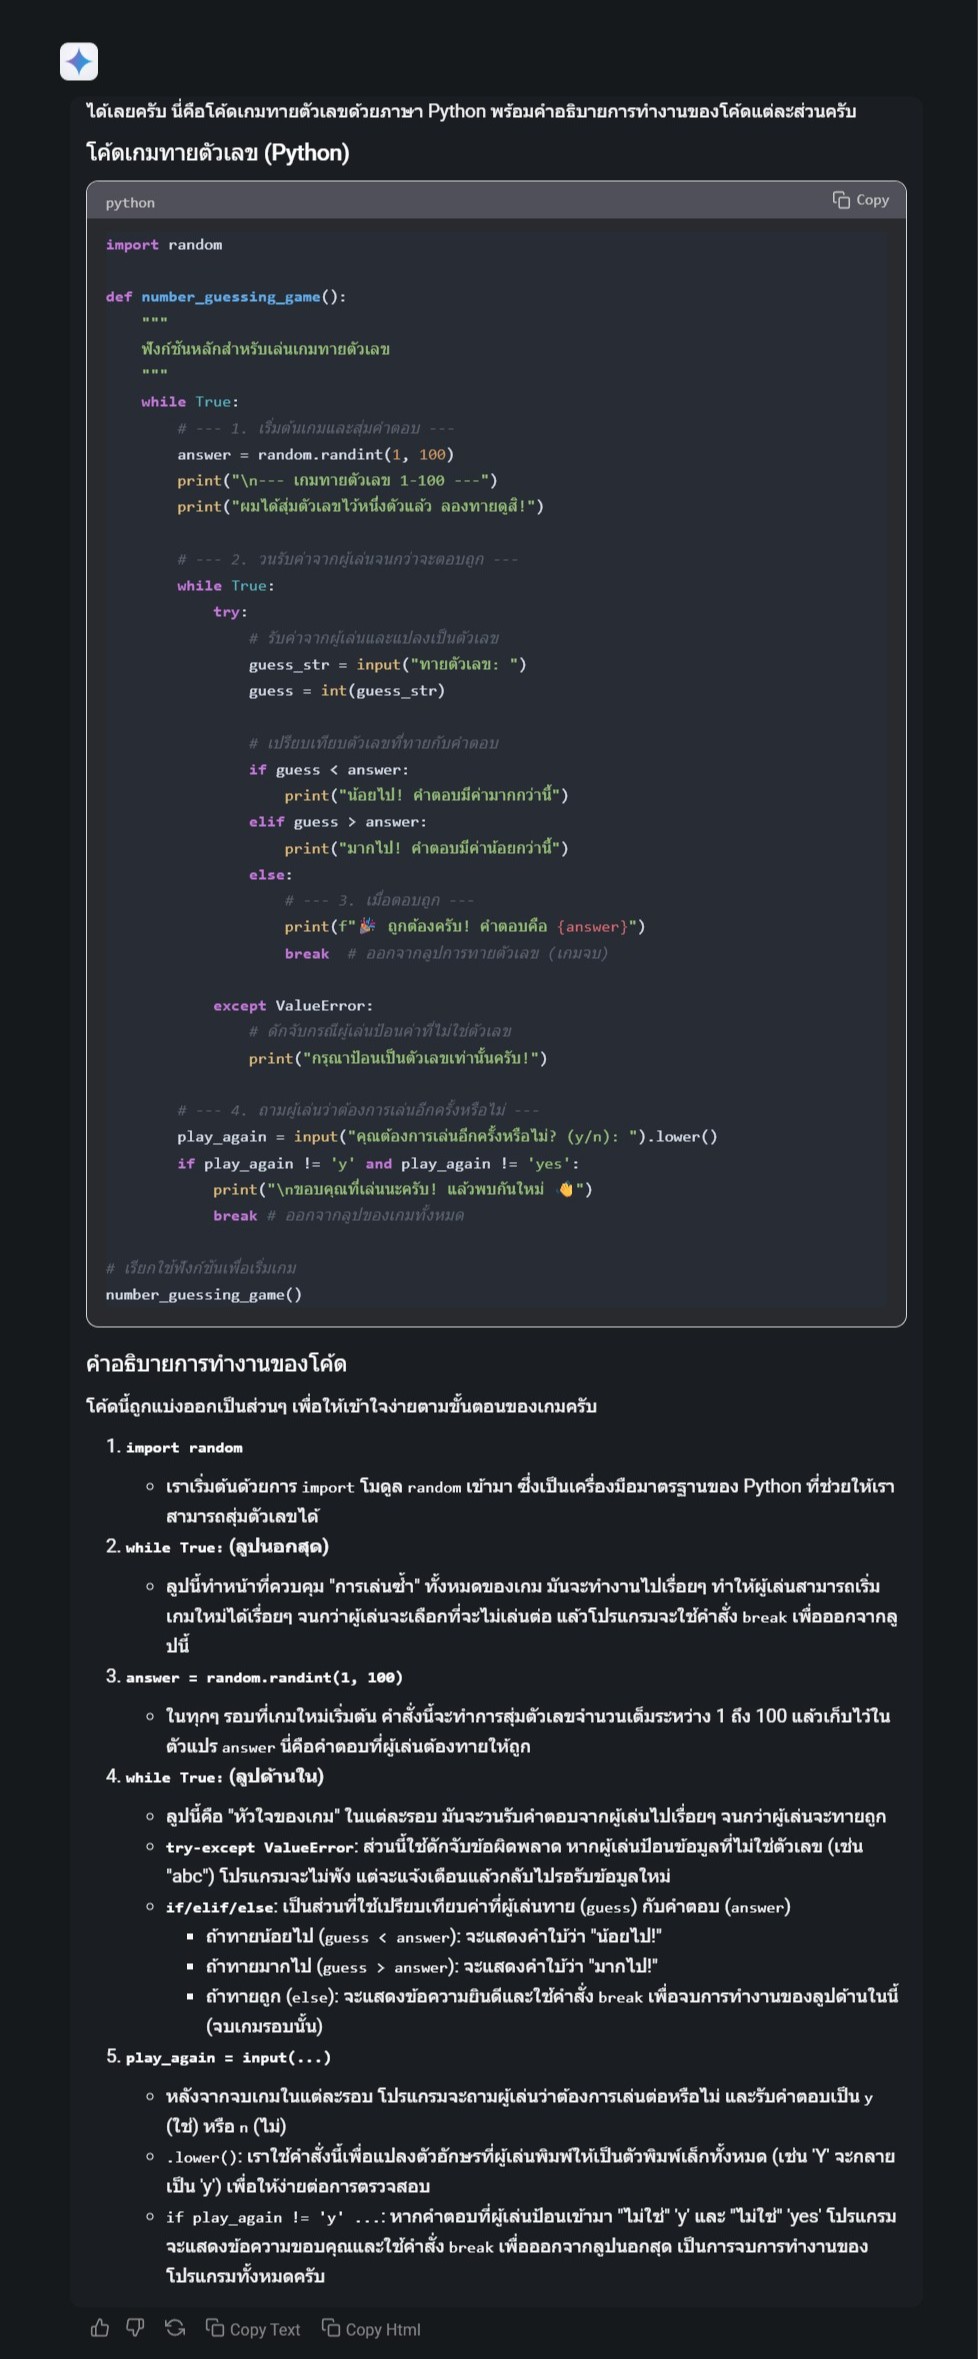 ได้เลยครับ นี่คือโค้ดเกมทายตัวเลขด้วยภาษา Python พร้อมคำอธิบายการทำงานของโค้ดแต่ละส่วนครับ
โค้ดเกมทายตัวเลข (Python)
python
Copy
import random
def number_guessing_game():
    """
    ฟังก์ชันหลักสำหรับเล่นเกมทายตัวเลข
    """
    while True:
        # --- 1. เริ่มต้นเกมและสุ่มคำตอบ ---
        answer = random.randint(1, 100)
        print("\n--- เกมทายตัวเลข 1-100 ---")
        print("ผมได้สุ่มตัวเลขไว้หนึ่งตัวแล้ว ลองทายดูสิ!")
        # --- 2. วนรับค่าจากผู้เล่นจนกว่าจะตอบถูก ---
        while True:
            try:
                # รับค่าจากผู้เล่นและแปลงเป็นตัวเลข
                guess_str = input("ทายตัวเลข: ")
                guess = int(guess_str)
                # เปรียบเทียบตัวเลขที่ทายกับคำตอบ
                if guess < answer:
                    print("น้อยไป! คำตอบมีค่ามากกว่านี้")
                elif guess > answer:
                    print("มากไป! คำตอบมีค่าน้อยกว่านี้")
                else:
                    # --- 3. เมื่อตอบถูก ---
                    print(f"🎉 ถูกต้องครับ! คำตอบคือ {answer}")
                    break  # ออกจากลูปการทายตัวเลข (เกมจบ)
            except ValueError:
                # ดักจับกรณีผู้เล่นป้อนค่าที่ไม่ใช่ตัวเลข
                print("กรุณาป้อนเป็นตัวเลขเท่านั้นครับ!")
        # --- 4. ถามผู้เล่นว่าต้องการเล่นอีกครั้งหรือไม่ ---
        play_again = input("คุณต้องการเล่นอีกครั้งหรือไม่? (y/n): ").lower()
        if play_again != 'y' and play_again != 'yes':
            print("\nขอบคุณที่เล่นนะครับ! แล้วพบกันใหม่ 👋")
            break # ออกจากลูปของเกมทั้งหมด
# เรียกใช้ฟังก์ชันเพื่อเริ่มเกม
number_guessing_game()
คำอธิบายการทำงานของโค้ด
โค้ดนี้ถูกแบ่งออกเป็นส่วนๆ เพื่อให้เข้าใจง่ายตามขั้นตอนของเกมครับ
1. import random
◦ เราเริ่มต้นด้วยการ import โมดูล random เข้ามา ซึ่งเป็นเครื่องมือมาตรฐานของ Python ที่ช่วยให้เรา
สามารถสุ่มตัวเลขได้
2. while True: (ลูปนอกสุด)
◦ ลูปนี้ทำหน้าที่ควบคุม "การเล่นซ้ำ" ทั้งหมดของเกม มันจะทำงานไปเรื่อยๆ ทำให้ผู้เล่นสามารถเริ่ม
เกมใหม่ได้เรื่อยๆ จนกว่าผู้เล่นจะเลือกที่จะไม่เล่นต่อ แล้วโปรแกรมจะใช้คำสั่ง break เพื่อออกจากลู
ปนี้
3. answer = random.randint(1, 100)
◦ ในทุกๆ รอบที่เกมใหม่เริ่มต้น คำสั่งนี้จะทำการสุ่มตัวเลขจำนวนเต็มระหว่าง 1 ถึง 100 แล้วเก็บไว้ใน
ตัวแปร answer นี่คือคำตอบที่ผู้เล่นต้องทายให้ถูก
4. while True: (ลูปด้านใน)
◦ ลูปนี้คือ "หัวใจของเกม" ในแต่ละรอบ มันจะวนรับคำตอบจากผู้เล่นไปเรื่อยๆ จนกว่าผู้เล่นจะทายถูก
◦ try-except ValueError: ส่วนนี้ใช้ดักจับข้อผิดพลาด หากผู้เล่นป้อนข้อมูลที่ไม่ใช่ตัวเลข (เช่น
"abc") โปรแกรมจะไม่พัง แต่จะแจ้งเตือนแล้วกลับไปรอรับข้อมูลใหม่
◦ if/elif/else: เป็นส่วนที่ใช้เปรียบเทียบค่าที่ผู้เล่นทาย (guess) กับคำตอบ (answer)
▪ ถ้าทายน้อยไป (guess < answer): จะแสดงคำใบ้ว่า "น้อยไป!"
▪ ถ้าทายมากไป (guess > answer): จะแสดงคำใบ้ว่า "มากไป!"
▪ ถ้าทายถูก (else): จะแสดงข้อความยินดีและใช้คำสั่ง break เพื่อจบการทำงานของลูปด้านในนี้
(จบเกมรอบนั้น)
5. play_again = input(...)
◦ หลังจากจบเกมในแต่ละรอบ โปรแกรมจะถามผู้เล่นว่าต้องการเล่นต่อหรือไม่ และรับคำตอบเป็น y
(ใช่) หรือ n (ไม่)
◦ .lower(): เราใช้คำสั่งนี้เพื่อแปลงตัวอักษรที่ผู้เล่นพิมพ์ให้เป็นตัวพิมพ์เล็กทั้งหมด (เช่น 'Y' จะกลาย
เป็น 'y') เพื่อให้ง่ายต่อการตรวจสอบ
◦ if play_again != 'y' ...: หากคำตอบที่ผู้เล่นป้อนเข้ามา "ไม่ใช่" 'y' และ "ไม่ใช่" 'yes' โปรแกรม
จะแสดงข้อความขอบคุณและใช้คำสั่ง break เพื่อออกจากลูปนอกสุด เป็นการจบการทำงานของ
โปรแกรมทั้งหมดครับ
Copy Text
Copy Html